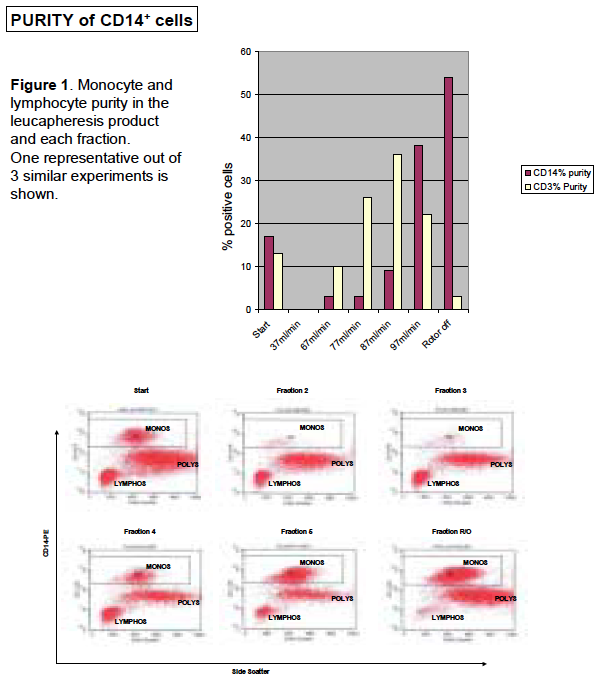 PURITY of CD14+ cells
Figure 1. Monocyte and
lymphocyte purity in the
leucapheresis product
and each fraction.
One representative out of
3 similar experiments is
shown.
% positive cells
60
50
40
30
20
10
0
Start
37ml/min
67ml/min
77ml/min
87ml/min
97ml/min
Rotor off
CD14% purity
CD3% Purity
Start
Fraction 2
Fraction 3
MONOS
POLYS
LYMPHOS
MONOS
POLYS
LYMPHOS
MONOS
POLYS
LYMPHOS
CD14-PE
Fraction 4
Fraction 5
Fraction R/O
MONOS
POLYS
LYMPHOS
MONOS
POLYS
LYMPHOS
MONOS
POLYS
LYMPHOS
Side Scatter